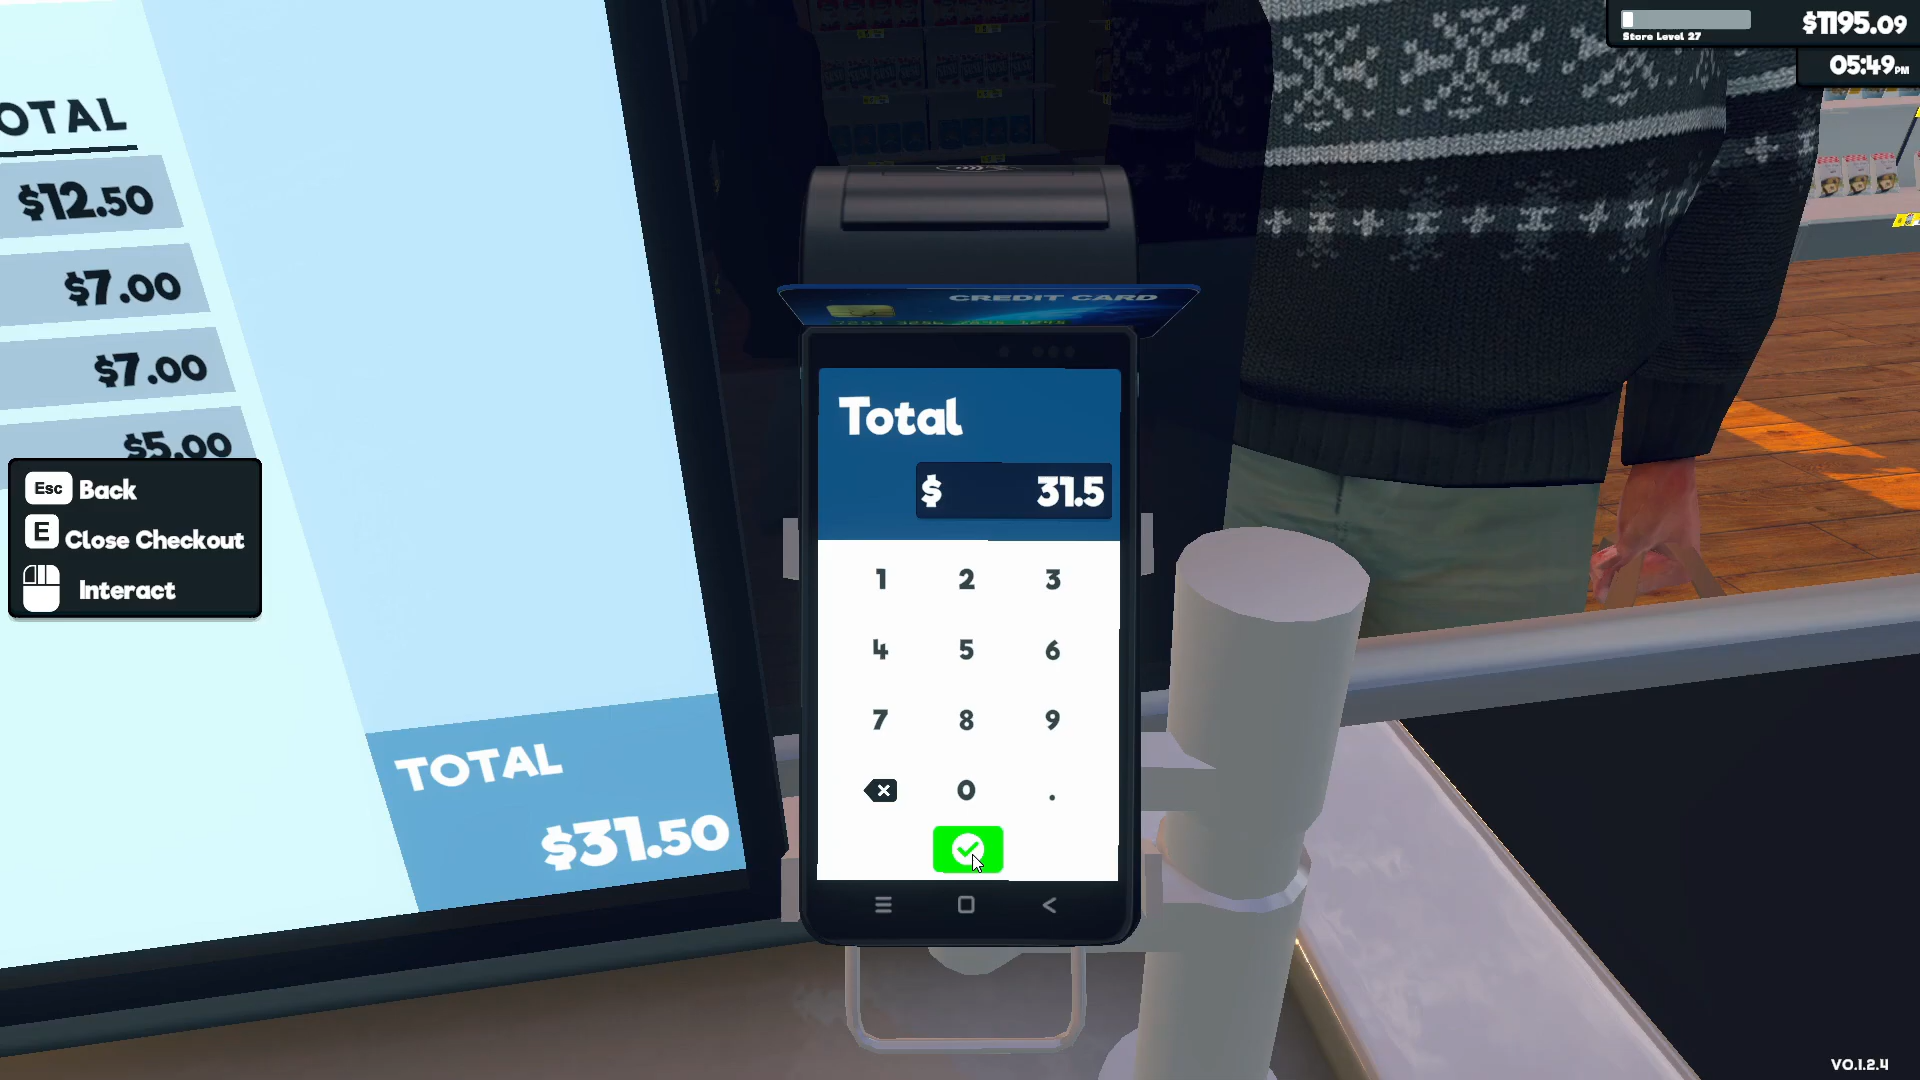 $1195.09
Store Level 27
05:49PM
OTAL
$12.50
$7.00
$7.00
$5.00
Esc Back
E Close Checkout
Interact
TOTAL
$31.50
CREDIT CARD
Total
$ 31.5
1 2 3
4 5 6
7 8 9
0 .
V0.1.2.4